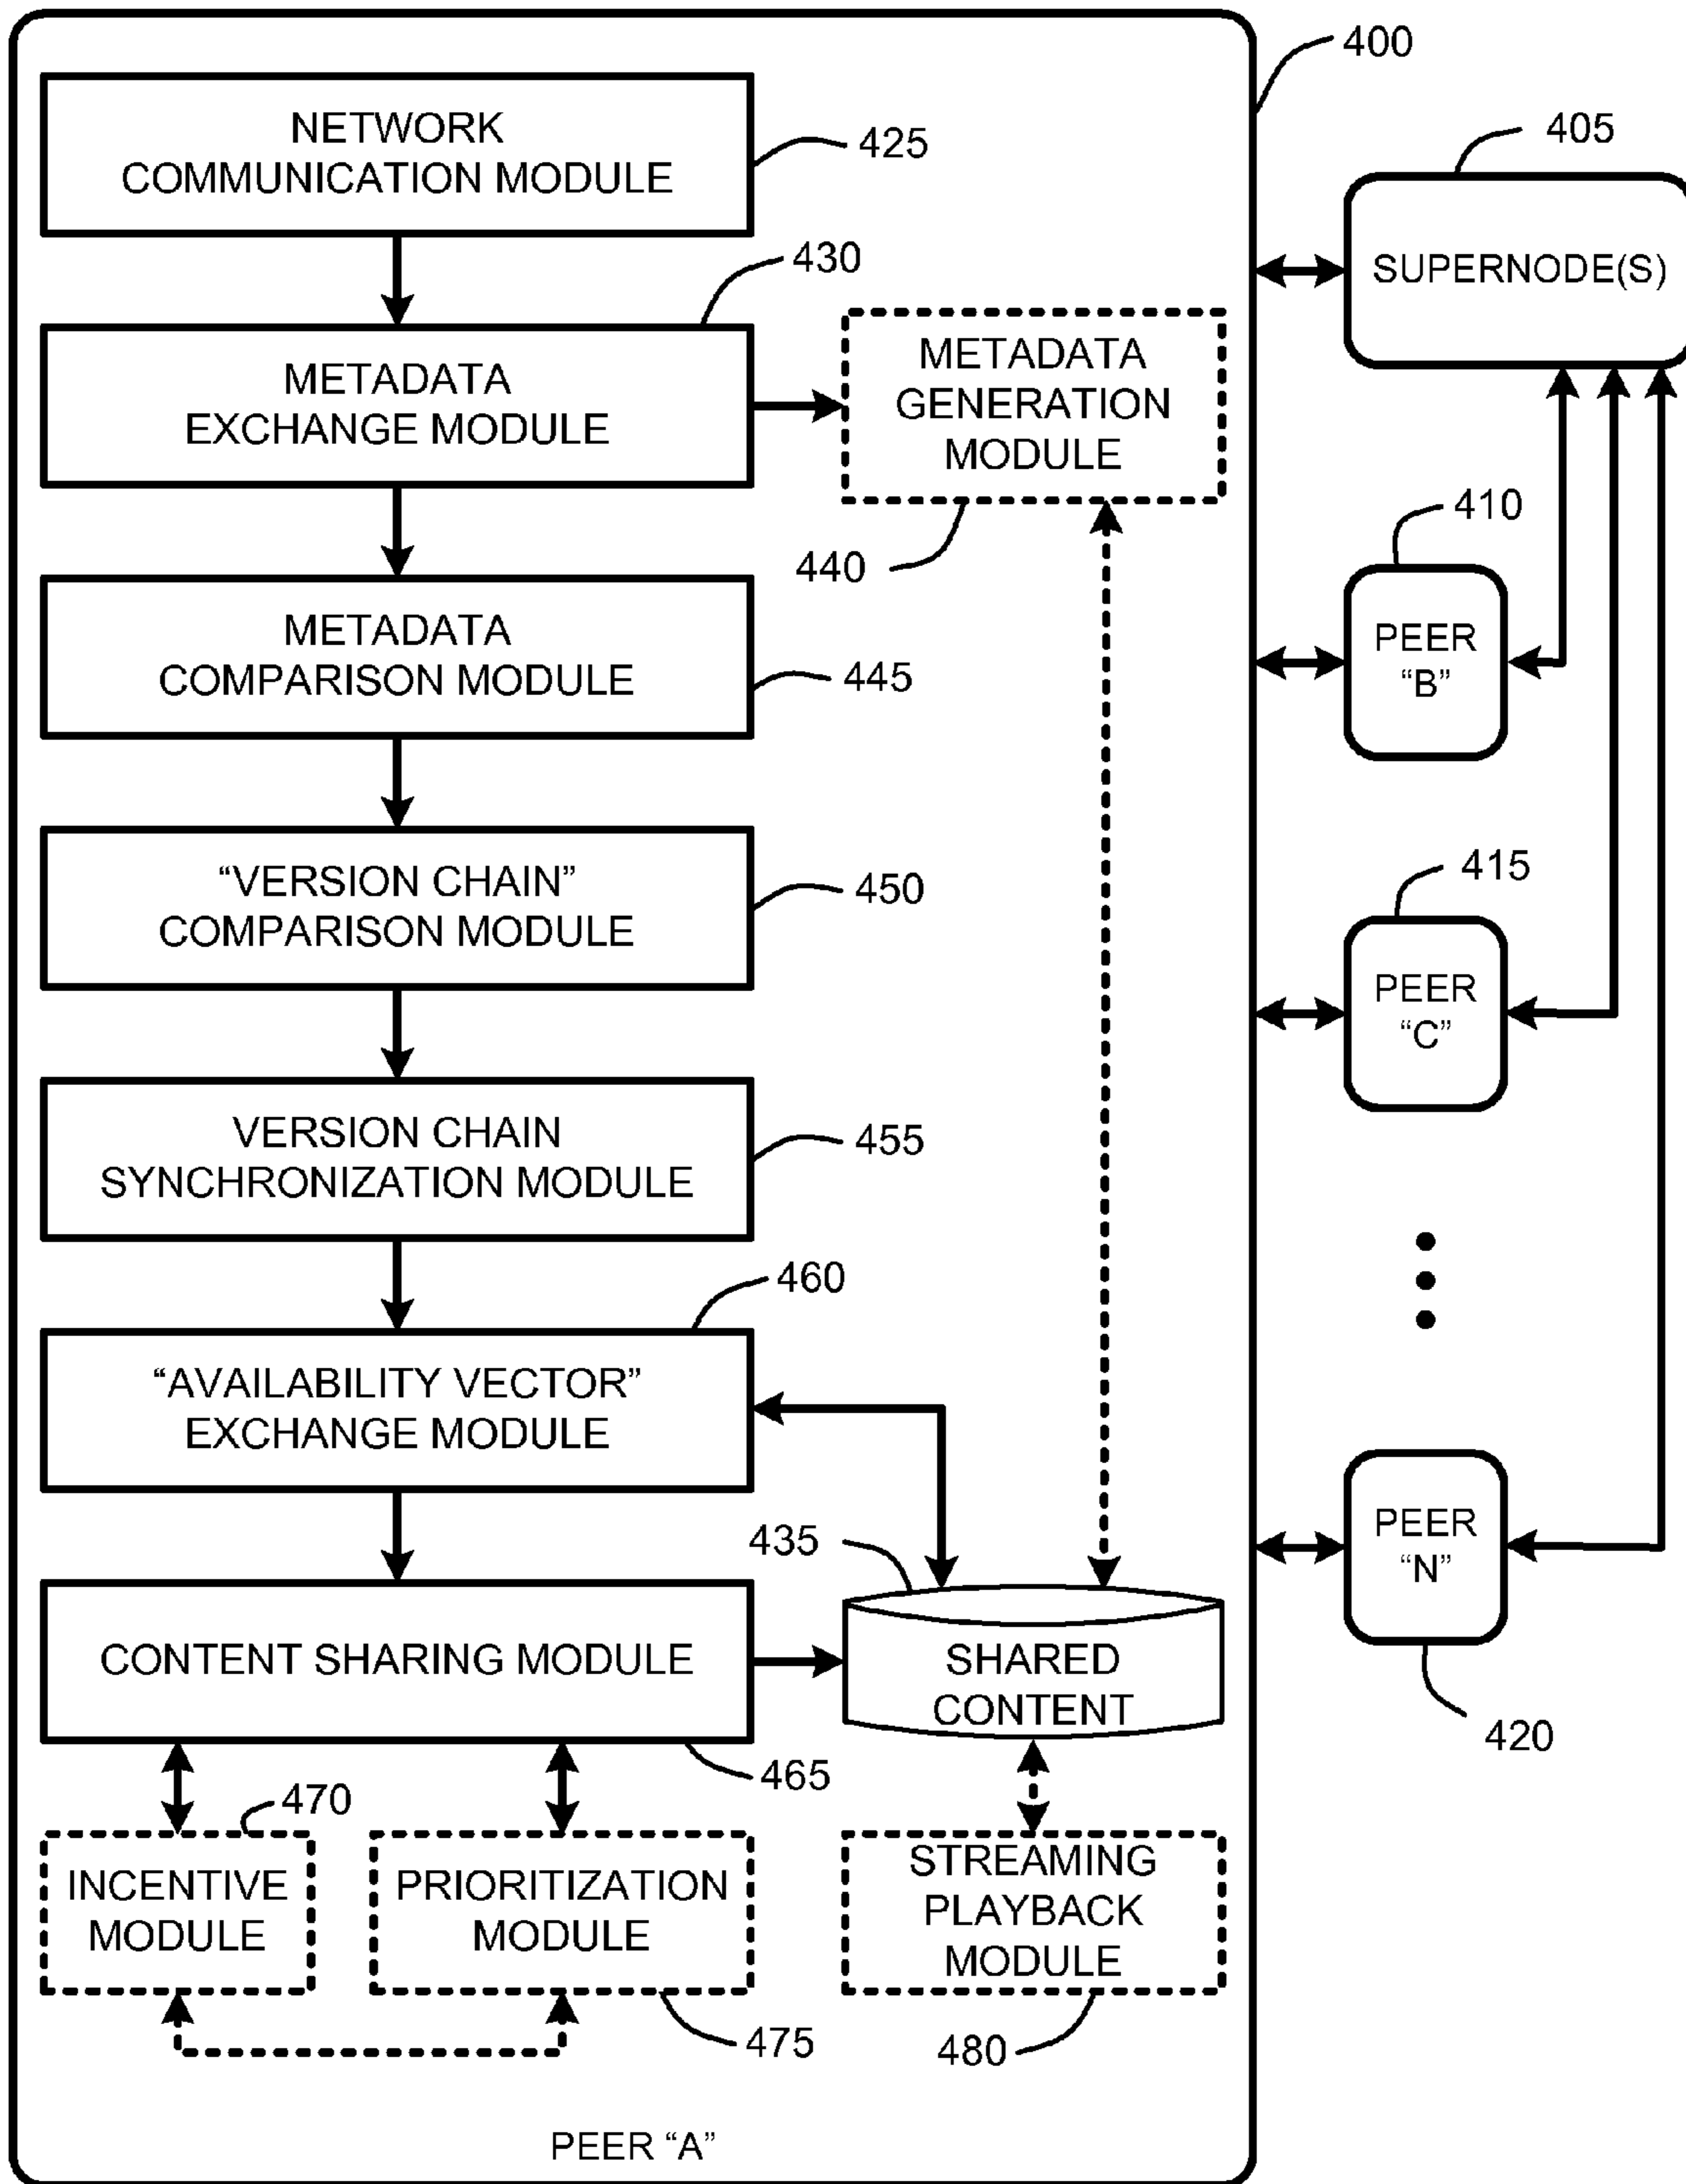 400
NETWORK
COMMUNICATION MODULE
425
405
SUPERNODE(S)
430
METADATA
EXCHANGE MODULE
METADATA
GENERATION
MODULE
440
410
PEER
“B”
METADATA
COMPARISON MODULE
445
“VERSION CHAIN”
COMPARISON MODULE
450
415
PEER
“C”
VERSION CHAIN
SYNCHRONIZATION MODULE
455
460
“AVAILABILITY VECTOR”
EXCHANGE MODULE
435
PEER
“N”
420
CONTENT SHARING MODULE
465
SHARED
CONTENT
470
INCENTIVE
MODULE
PRIORITIZATION
MODULE
475
STREAMING
PLAYBACK
MODULE
480
PEER “A”